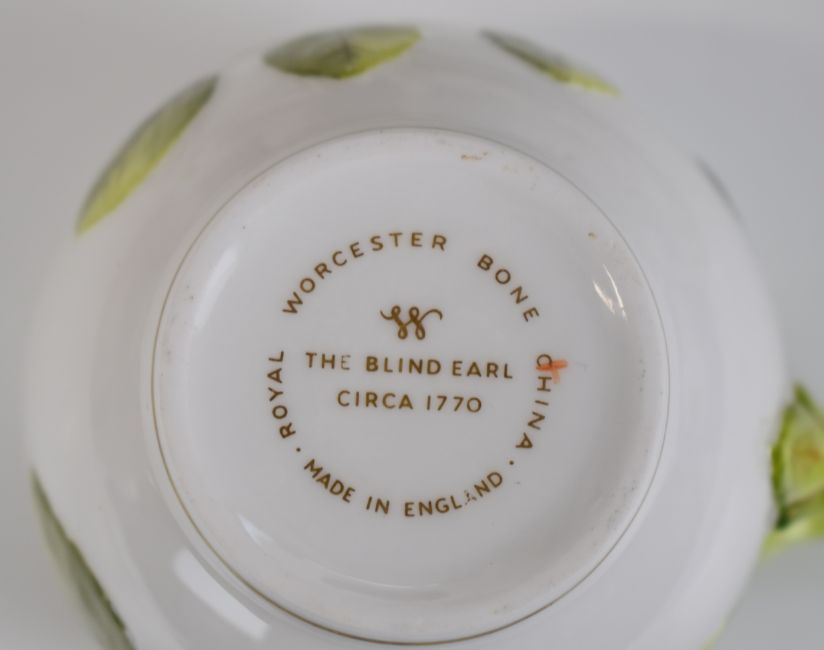 ROYAL WORCESTER BONE CHINA
THE BLIND EARL
CIRCA 1770
· MADE IN ENGLAND ·